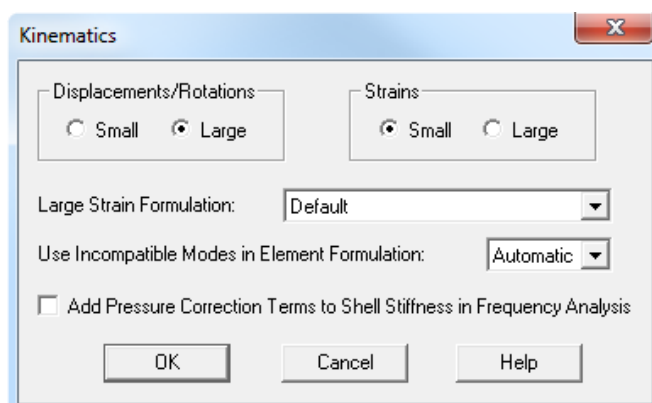 Kinematics
Displacements/Rotations
Strains
Small Large
Small Large
Large Strain Formulation: Default
Use Incompatible Modes in Element Formulation: Automatic
Add Pressure Correction Terms to Shell Stiffness in Frequency Analysis
OK Cancel Help